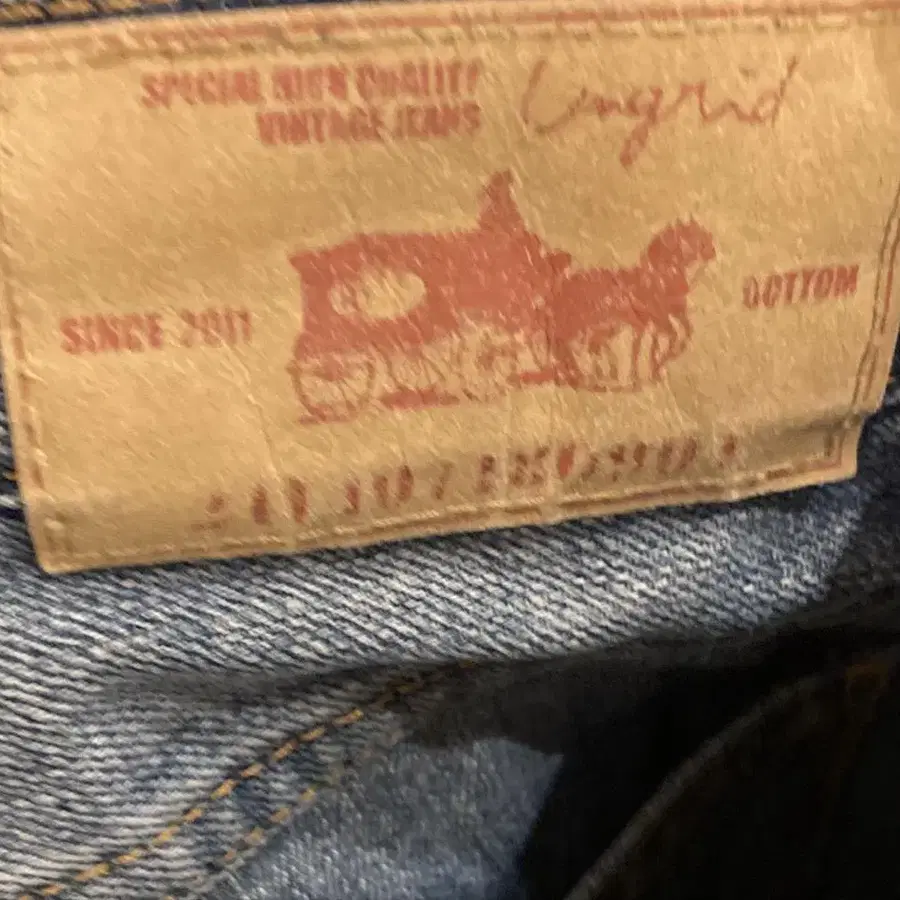 SPECIAL HIGH QUALITY
VINTAGE JEANS
Ungrid
SINCE 2011
BOTTOM